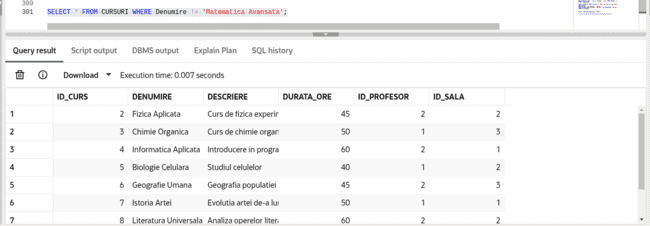 300
301 SELECT * FROM CURSURI WHERE Denumire != 'Matematica Avansata';
Query result Script output DBMS output Explain Plan SQL history
Download Execution time: 0.007 seconds
ID_CURS DENUMIRE DESCRIERE DURATA_ORE ID_PROFESOR ID_SALA
1 2 Fizica Aplicata Curs de fizica experir 45 2 2
2 3 Chimie Organica Curs de chimie organ 50 1 3
3 4 Informatica Aplicata Introducere in progra 60 2 1
4 5 Biologie Celulara Studiul celulelor 40 1 2
5 6 Geografie Umana Geografia populatiei 45 2 3
6 7 Istoria Artei Evolutia artei de-a lu 50 1 1
7 8 Literatura Universala Analiza operelor liter 60 2 2